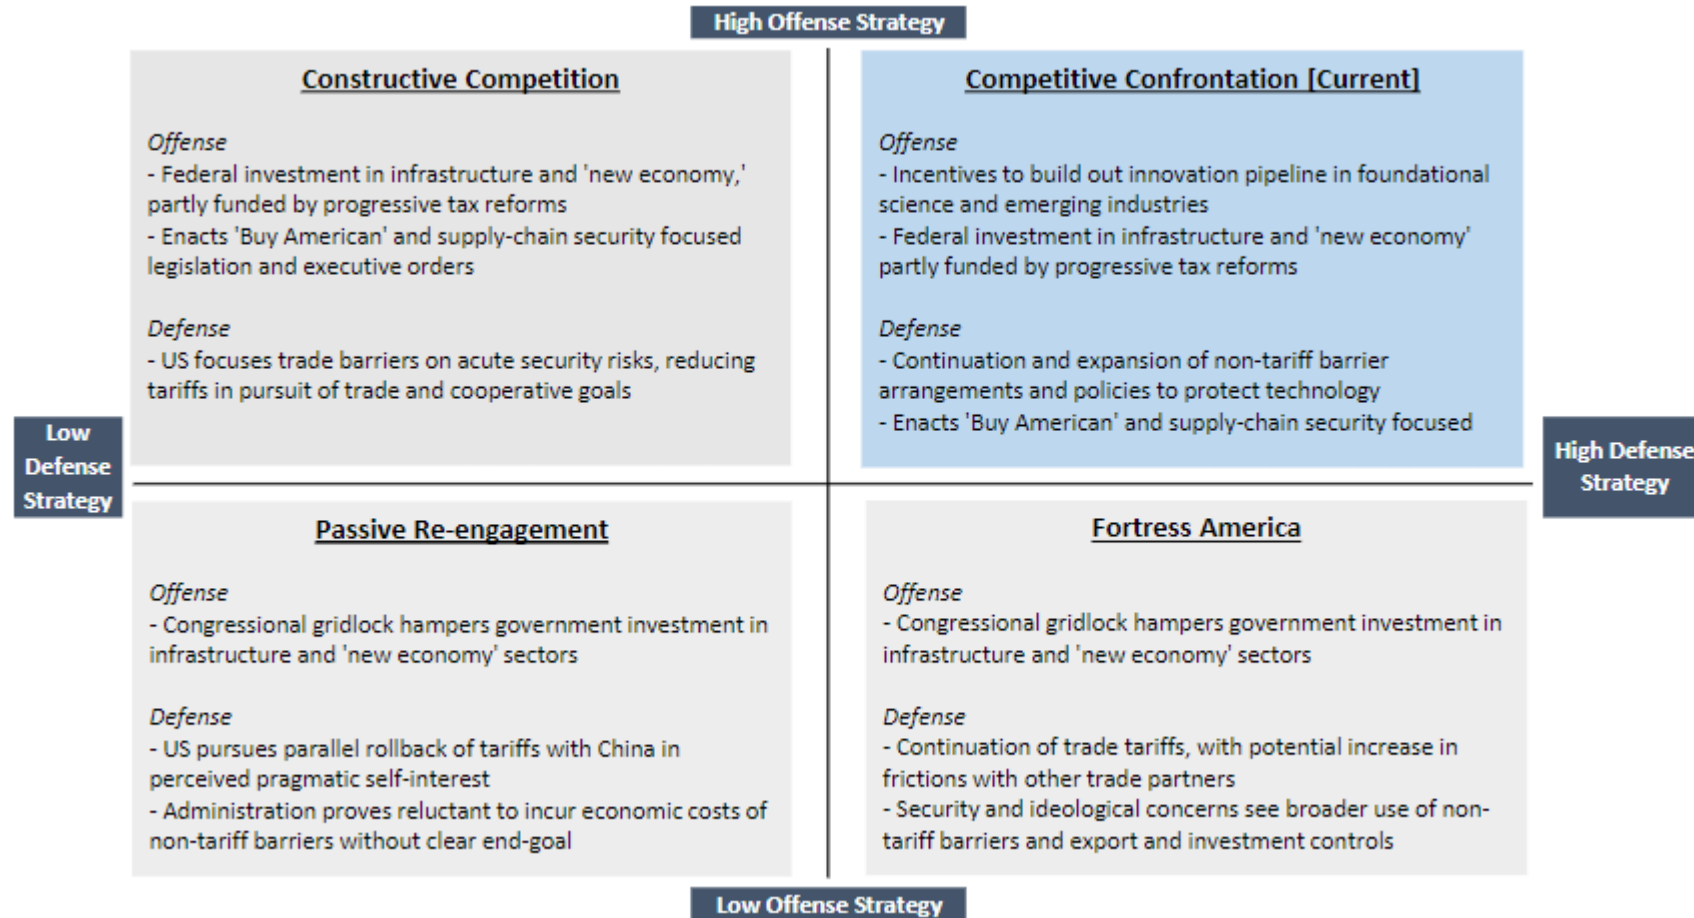 High Offense Strategy
Constructive Competition
Offense
- Federal investment in infrastructure and 'new economy,'
partly funded by progressive tax reforms
- Enacts 'Buy American' and supply-chain security focused
legislation and executive orders
Defense
- US focuses trade barriers on acute security risks, reducing
tariffs in pursuit of trade and cooperative goals
Competitive Confrontation [Current]
Offense
- Incentives to build out innovation pipeline in foundational
science and emerging industries
- Federal investment in infrastructure and 'new economy'
partly funded by progressive tax reforms
Defense
- Continuation and expansion of non-tariff barrier
arrangements and policies to protect technology
- Enacts 'Buy American' and supply-chain security focused
Low
Defense
Strategy
High Defense
Strategy
Passive Re-engagement
Offense
- Congressional gridlock hampers government investment in
infrastructure and 'new economy' sectors
Defense
- US pursues parallel rollback of tariffs with China in
perceived pragmatic self-interest
- Administration proves reluctant to incur economic costs of
non-tariff barriers without clear end-goal
Fortress America
Offense
- Congressional gridlock hampers government investment in
infrastructure and 'new economy' sectors
Defense
- Continuation of trade tariffs, with potential increase in
frictions with other trade partners
- Security and ideological concerns see broader use of non-
tariff barriers and export and investment controls
Low Offense Strategy